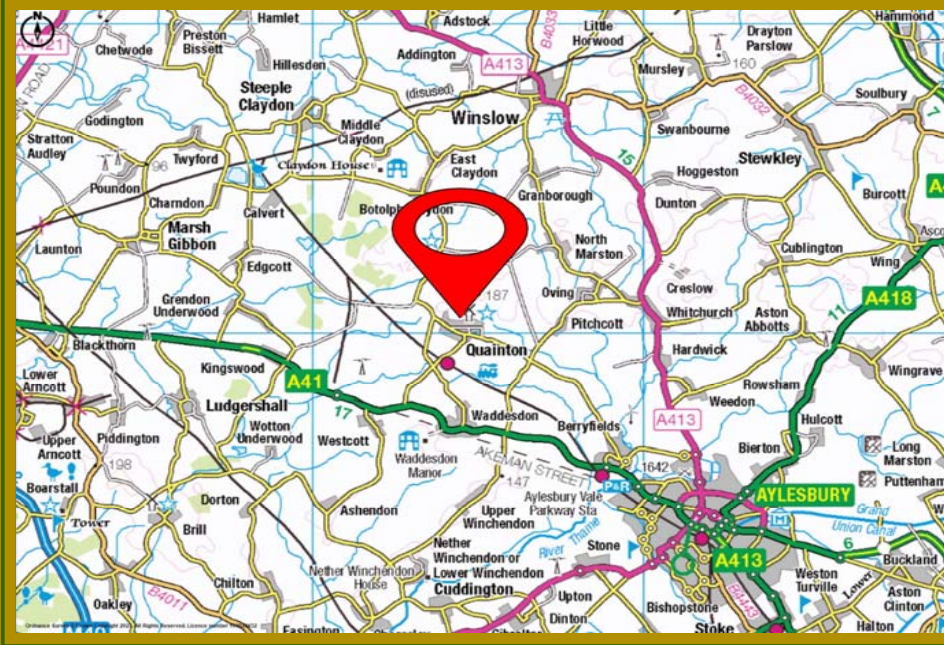 N
Hamlet
Adstock
Little
Horwood
Hammond
Preston
Bissett
Chetwode
Addington
B4033
Drayton
Parslow
160
Hillesden
A413
Mursley
B4032
Soulbury
Steeple
Claydon
(disused)
Winslow
Godington
Middle
Claydon
Swanbourne
Stratton
Audley
Twyford
96
Claydon House
East
Claydon
15
Stewkley
Hoggeston
Poundon
Charndon
Calvert
Granborough
Dunton
Burcott
Marsh
Gibbon
North
Marston
Cublington
Launton
Edgcott
Wing
187
Oving
Creslow
A418
Grendon
Underwood
Whitchurch
Aston
Abbotts
11
Pitchcott
Blackthorn
Quainton
Hardwick
Wingrave
Kingswood
A41
Lower
Arncott
Rowsham
Weedon
17
Ludgershall
Waddesdon
A413
Hulcott
Berryfields
Upper
Arncott
Piddington
Wotton
Underwood
Westcott
Bierton
Long
Marston
Waddesdon
Manor
AKEMAN STREET
1642
198
147
P&R
Puttenham
Boarstall
AYLESBURY
Dorton
Aylesbury Vale
Parkway Sta
Tower
Brill
Ashendon
Upper
Winchendon
Grand
Union Canal
River Thame
6
Nether
Winchendon or
Lower Winchendon
Stone
A413
Buckland
Nether Winchendon
House
Weston
Turville
Lower
Chilton
Cuddington
Aston
Clinton
Upton
B4443
Oakley
B4011
Bishopstone
Dinton
Halton
Stoke